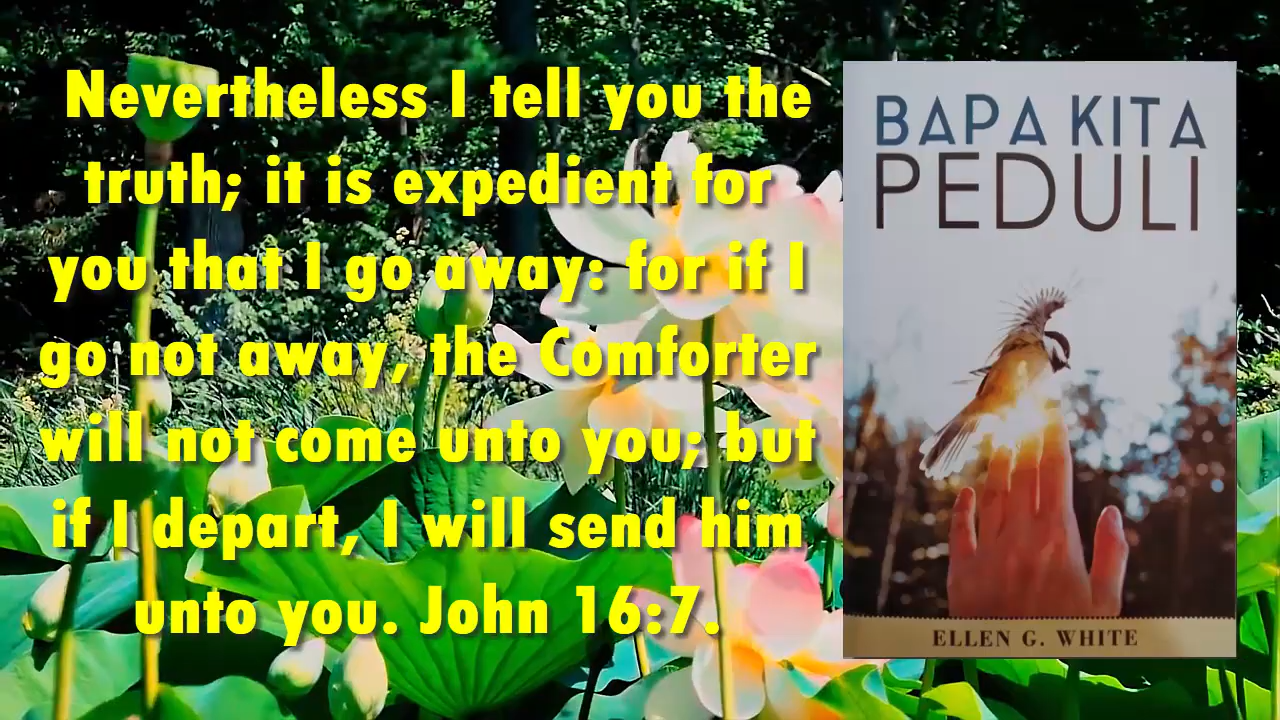 Nevertheless I tell you the
truth; it is expedient for
you that I go away: for if I
go not away, the Comforter
will not come unto you; but
if I depart, I will send him
unto you. John 16:7.
BAPA KITA
PEDULI
ELLEN G. WHITE